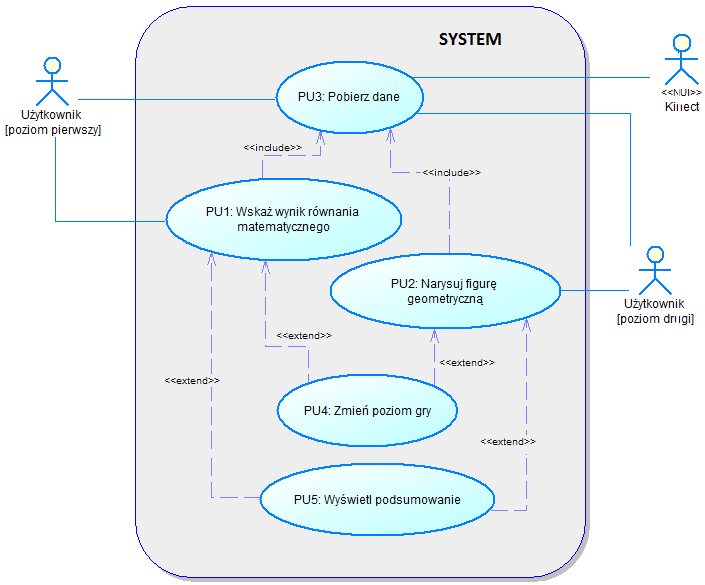 SYSTEM
Użytkownik
[poziom pierwszy]
PU3: Pobierz dane
<<NUI>>
Kinect
<<include>>
<<include>>
PU1: Wskaż wynik równania
matematycznego
PU2: Narysuj figurę
geometryczną
Użytkownik
[poziom drugi]
<<extend>>
<<extend>>
<<extend>>
PU4: Zmień poziom gry
<<extend>>
PU5: Wyświetl podsumowanie